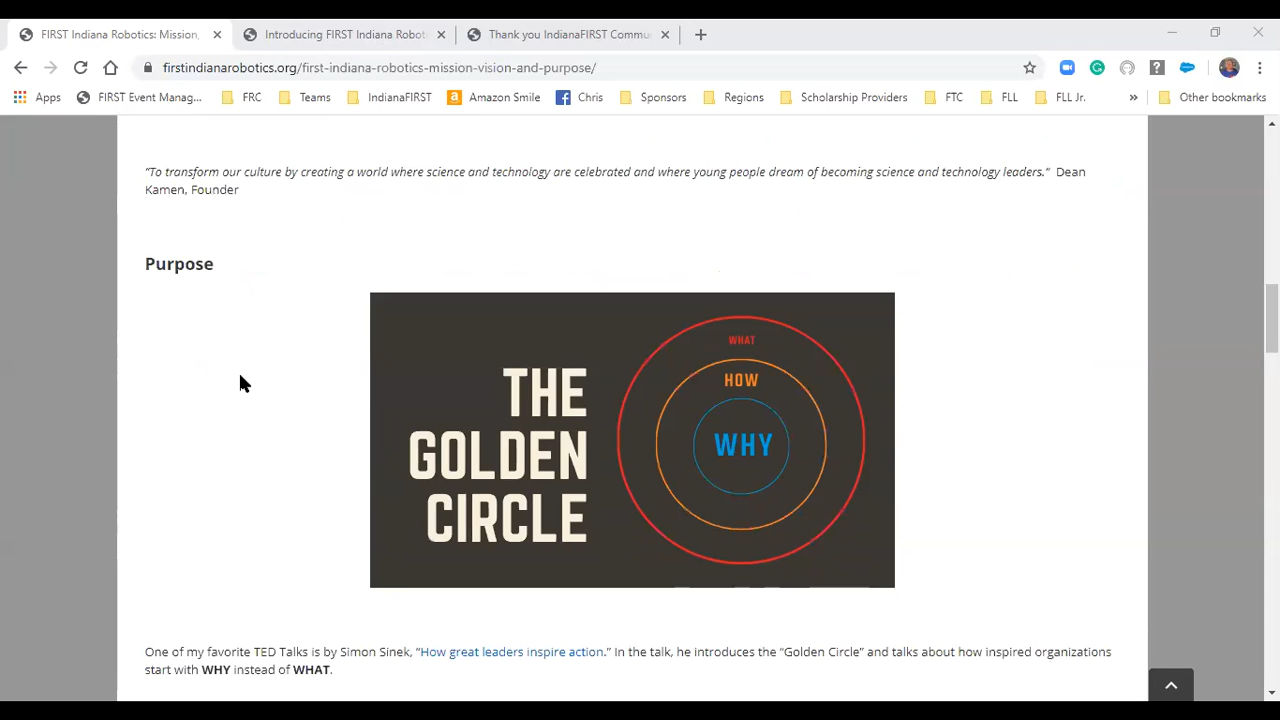 FIRST Indiana Robotics: Mission,
Introducing FIRST Indiana Robot
Thank you IndianaFIRST Commu
firstindianarobotics.org/first-indiana-robotics-mission-vision-and-purpose/
Apps FIRST Event Manag... FRC Teams IndianaFIRST Amazon Smile Chris Sponsors Regions Scholarship Providers FTC FLL FLL Jr. » Other bookmarks
“To transform our culture by creating a world where science and technology are celebrated and where young people dream of becoming science and technology leaders.” Dean
Kamen, Founder
Purpose
WHAT
HOW
WHY
THE
GOLDEN
CIRCLE
One of my favorite TED Talks is by Simon Sinek, “How great leaders inspire action.” In the talk, he introduces the “Golden Circle” and talks about how inspired organizations
start with WHY instead of WHAT.